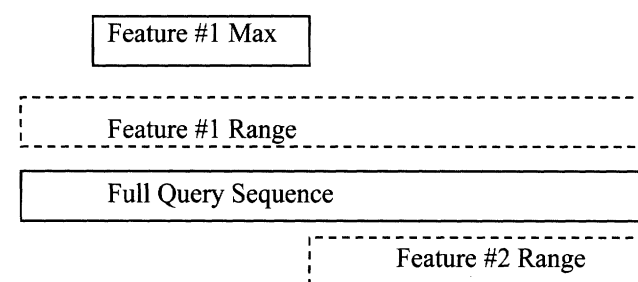 Feature #1 Max
Feature #1 Range
Full Query Sequence
Feature #2 Range